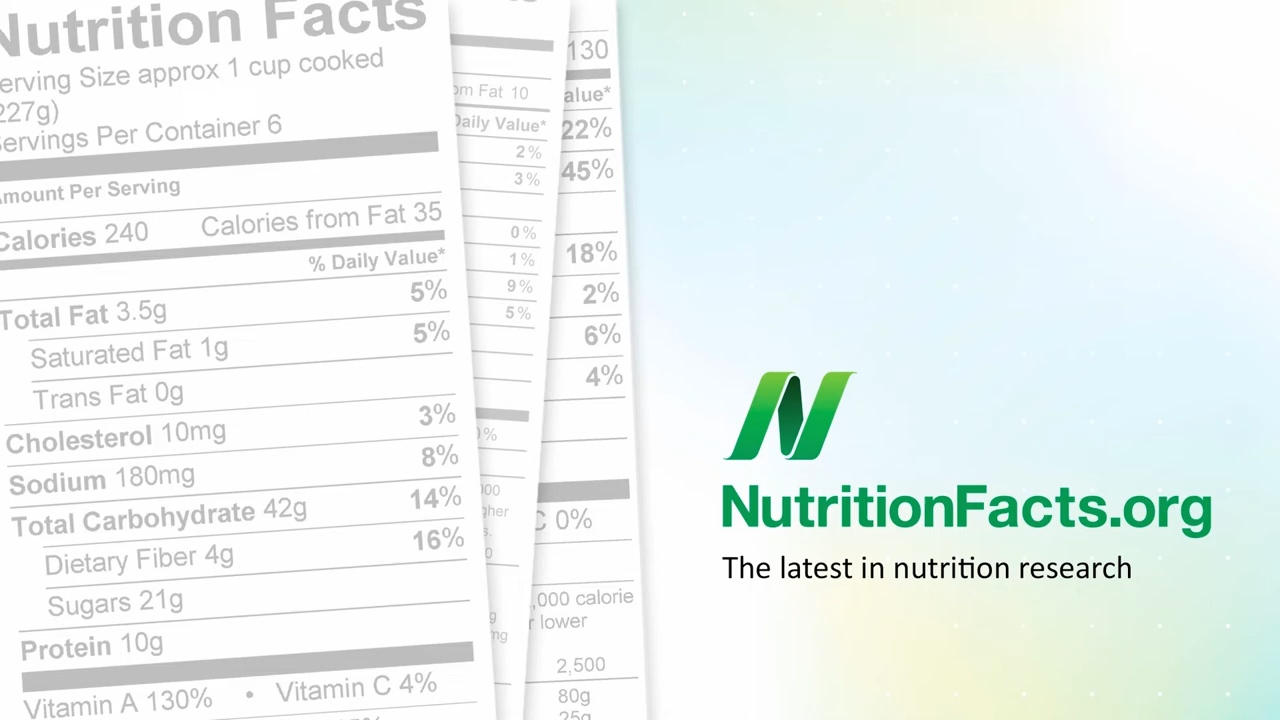 Nutrition Facts
Serving Size approx 1 cup cooked
(227g)
Servings Per Container 6
Amount Per Serving
Calories 240 Calories from Fat 35
% Daily Value*
Total Fat 3.5g 5%
Saturated Fat 1g 5%
Trans Fat 0g
Cholesterol 10mg 3%
Sodium 180mg 8%
Total Carbohydrate 42g 14%
Dietary Fiber 4g 16%
Sugars 21g
Protein 10g
Vitamin A 130% • Vitamin C 4%
om Fat 10
Daily Value*
2%
3%
0%
1%
9%
5%
0%
130
alue*
22%
45%
18%
2%
6%
4%
C 0%
,000 calorie
r lower
2,500
80g
25g
NutritionFacts.org
The latest in nutrition research